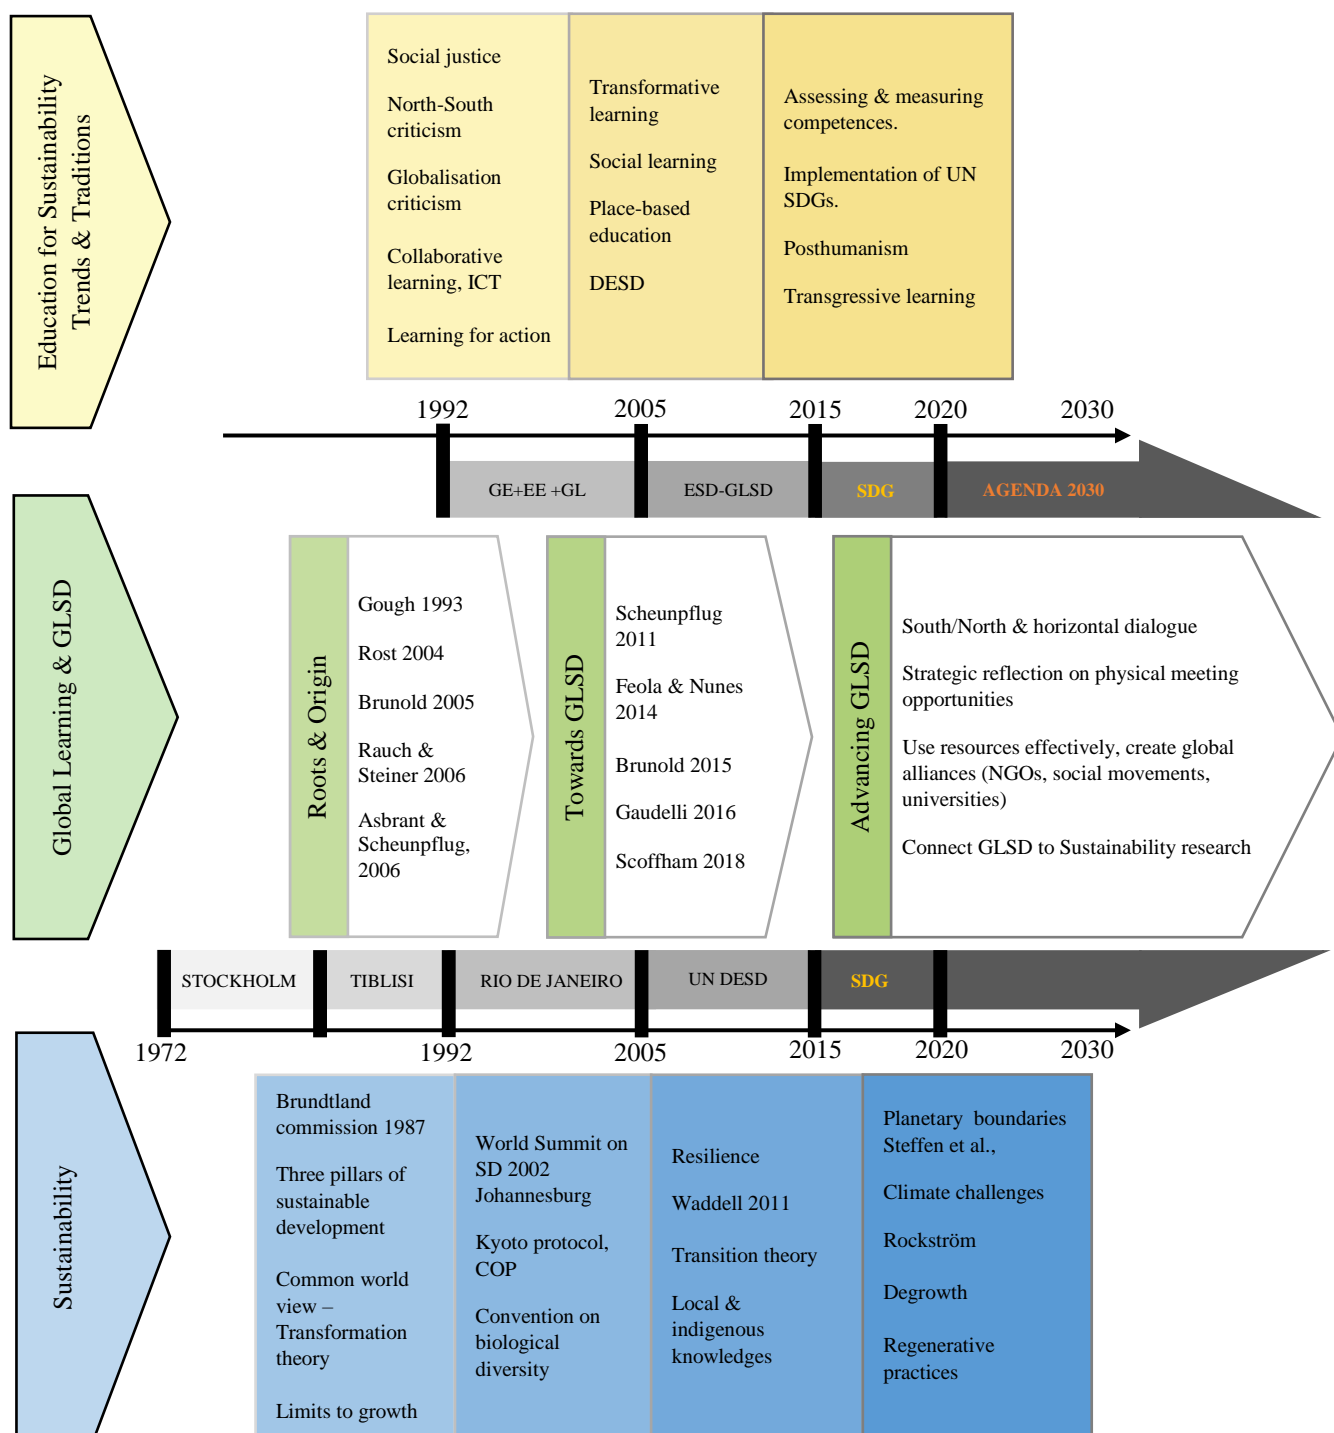 Education for Sustainability
Trends & Traditions
Social justice
North-South
criticism
Globalisation
criticism
Collaborative
learning, ICT
Learning for action
Transformative
learning
Social learning
Place-based
education
DESD
Assessing & measuring
competences.
Implementation of UN
SDGs.
Posthumanism
Transgressive learning
1992
2005
2015
2020
2030
GE+EE +GL
ESD-GLSD
SDG
AGENDA 2030
Global Learning & GLSD
Roots & Origin
Gough 1993
Rost 2004
Brunold 2005
Rauch &
Steiner 2006
Asbrant &
Scheunpflug,
2006
Towards GLSD
Scheunpflug
2011
Feola & Nunes
2014
Brunold 2015
Gaudelli 2016
Scoffham 2018
Advancing GLSD
South/North & horizontal dialogue
Strategic reflection on physical meeting
opportunities
Use resources effectively, create global
alliances (NGOs, social movements,
universities)
Connect GLSD to Sustainability research
STOCKHOLM
TIBLISI
RIO DE JANEIRO
UN DESD
SDG
1972
1992
2005
2015
2020
2030
Sustainability
Brundtland
commission 1987
Three pillars of
sustainable
development
Common world
view –
Transformation
theory
Limits to growth
World Summit on
SD 2002
Johannesburg
Kyoto protocol,
COP
Convention on
biological
diversity
Resilience
Waddell 2011
Transition theory
Local &
indigenous
knowledges
Planetary boundaries
Steffen et al.,
Climate challenges
Rockström
Degrowth
Regenerative
practices